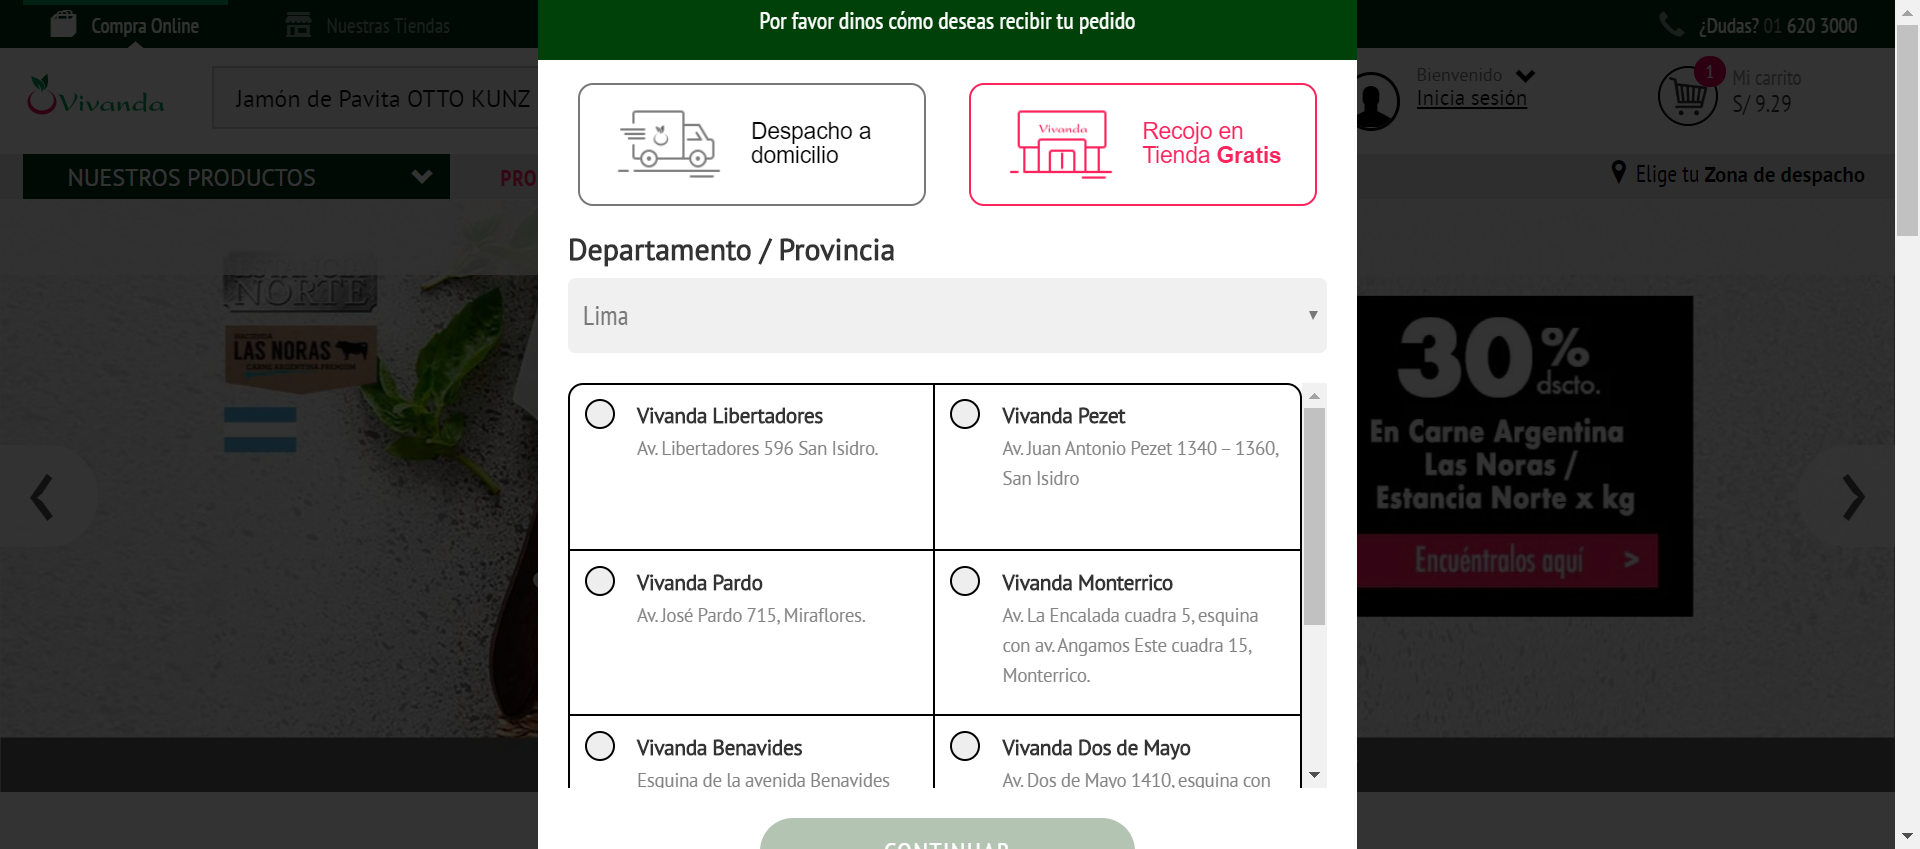 Compra Online
Nuestras Tiendas
Por favor dinos cómo deseas recibir tu pedido
¿Dudas? 01 620 3000
Vivanda
Jamón de Pavita OTTO KUNZ
Despacho a
domicilio
Vivanda
Recojo en
Tienda Gratis
Bienvenido
Inicia sesión
1
Mi carrito
S/ 9.29
NUESTROS PRODUCTOS
PRO
Elige tu Zona de despacho
Departamento / Provincia
Lima
ESTANCIA
NORTE
HACIENDA
LAS NORAS
CARNE ARGENTINA PREMIUM
30% dscto.
En Carne Argentina
Las Noras /
Estancia Norte x kg
Encuéntralos aquí >
Vivanda Libertadores
Av. Libertadores 596 San Isidro.
Vivanda Pezet
Av. Juan Antonio Pezet 1340 – 1360,
San Isidro
Vivanda Pardo
Av. José Pardo 715, Miraflores.
Vivanda Monterrico
Av. La Encalada cuadra 5, esquina
con av. Angamos Este cuadra 15,
Monterrico.
Vivanda Benavides
Esquina de la avenida Benavides
Vivanda Dos de Mayo
Av. Dos de Mayo 1410, esquina con
CONTINUAR